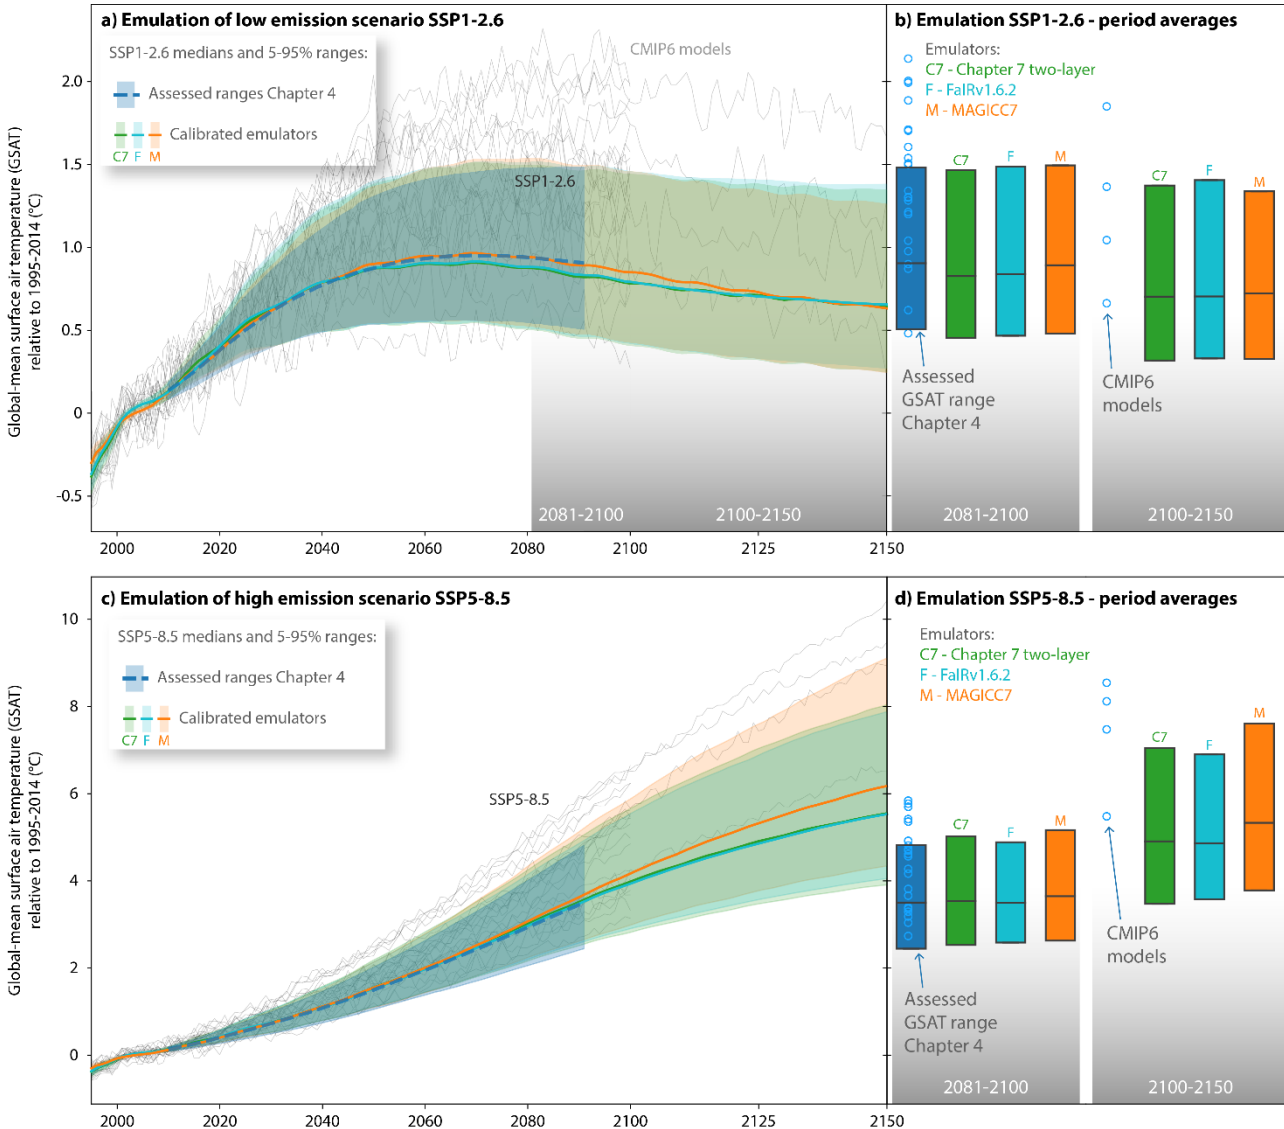 a) Emulation of low emission scenario SSP1-2.6
SSP1-2.6 medians and 5-95% ranges:
Assessed ranges Chapter 4
Calibrated emulators
C7 F M
CMIP6 models
SSP1-2.6
2081-2100
2100-2150
Global-mean surface air temperature (GSAT)
relative to 1995-2014 (°C)
2.0
1.5
1.0
0.5
0
-0.5
2000
2020
2040
2060
2080
2100
2125
2150
b) Emulation SSP1-2.6 - period averages
Emulators:
C7 - Chapter 7 two-layer
F - FaIRv1.6.2
M - MAGICC7
C7
F
M
C7
F
M
Assessed
GSAT range
Chapter 4
CMIP6
models
2081-2100
2100-2150
c) Emulation of high emission scenario SSP5-8.5
SSP5-8.5 medians and 5-95% ranges:
Assessed ranges Chapter 4
Calibrated emulators
C7 F M
SSP5-8.5
Global-mean surface air temperature (GSAT)
relative to 1995-2014 (°C)
10
8
6
4
2
0
2000
2020
2040
2060
2080
2100
2125
2150
d) Emulation SSP5-8.5 - period averages
Emulators:
C7 - Chapter 7 two-layer
F - FaIRv1.6.2
M - MAGICC7
C7
F
M
C7
F
M
Assessed
GSAT range
Chapter 4
CMIP6
models
2081-2100
2100-2150